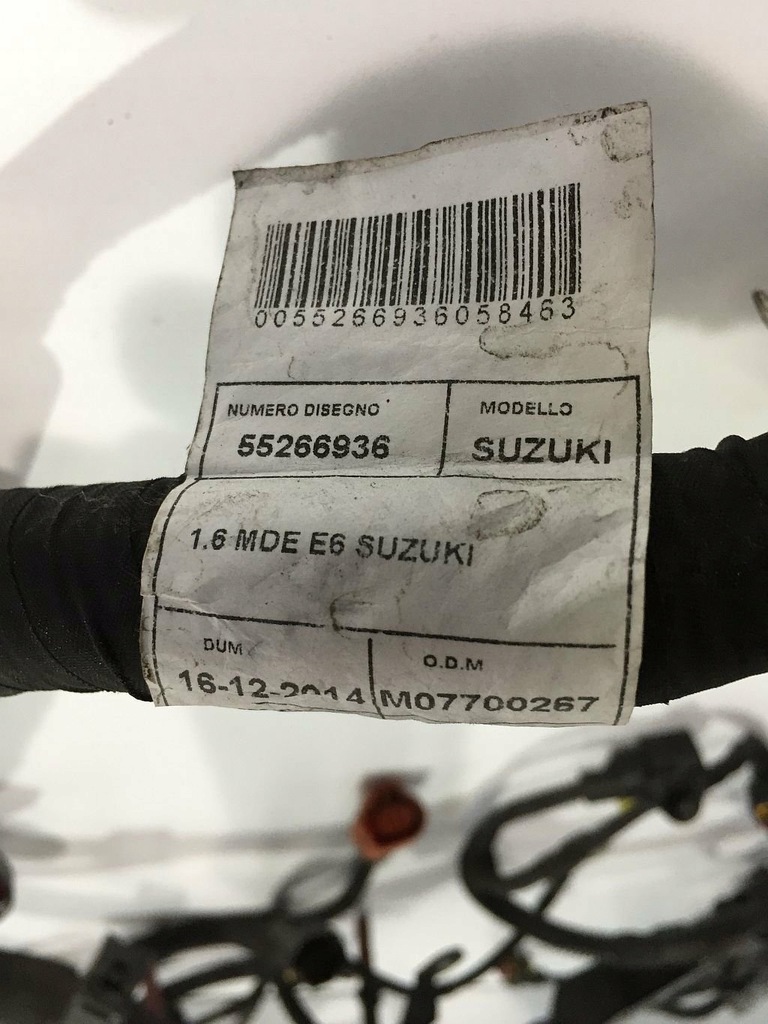 0055266936058463
NUMERO DISEGNO
MODELLO
55266936
SUZUKI
1.6 MDE E6 SUZUKI
DUM
O.D.M
16-12-2014
M07700267